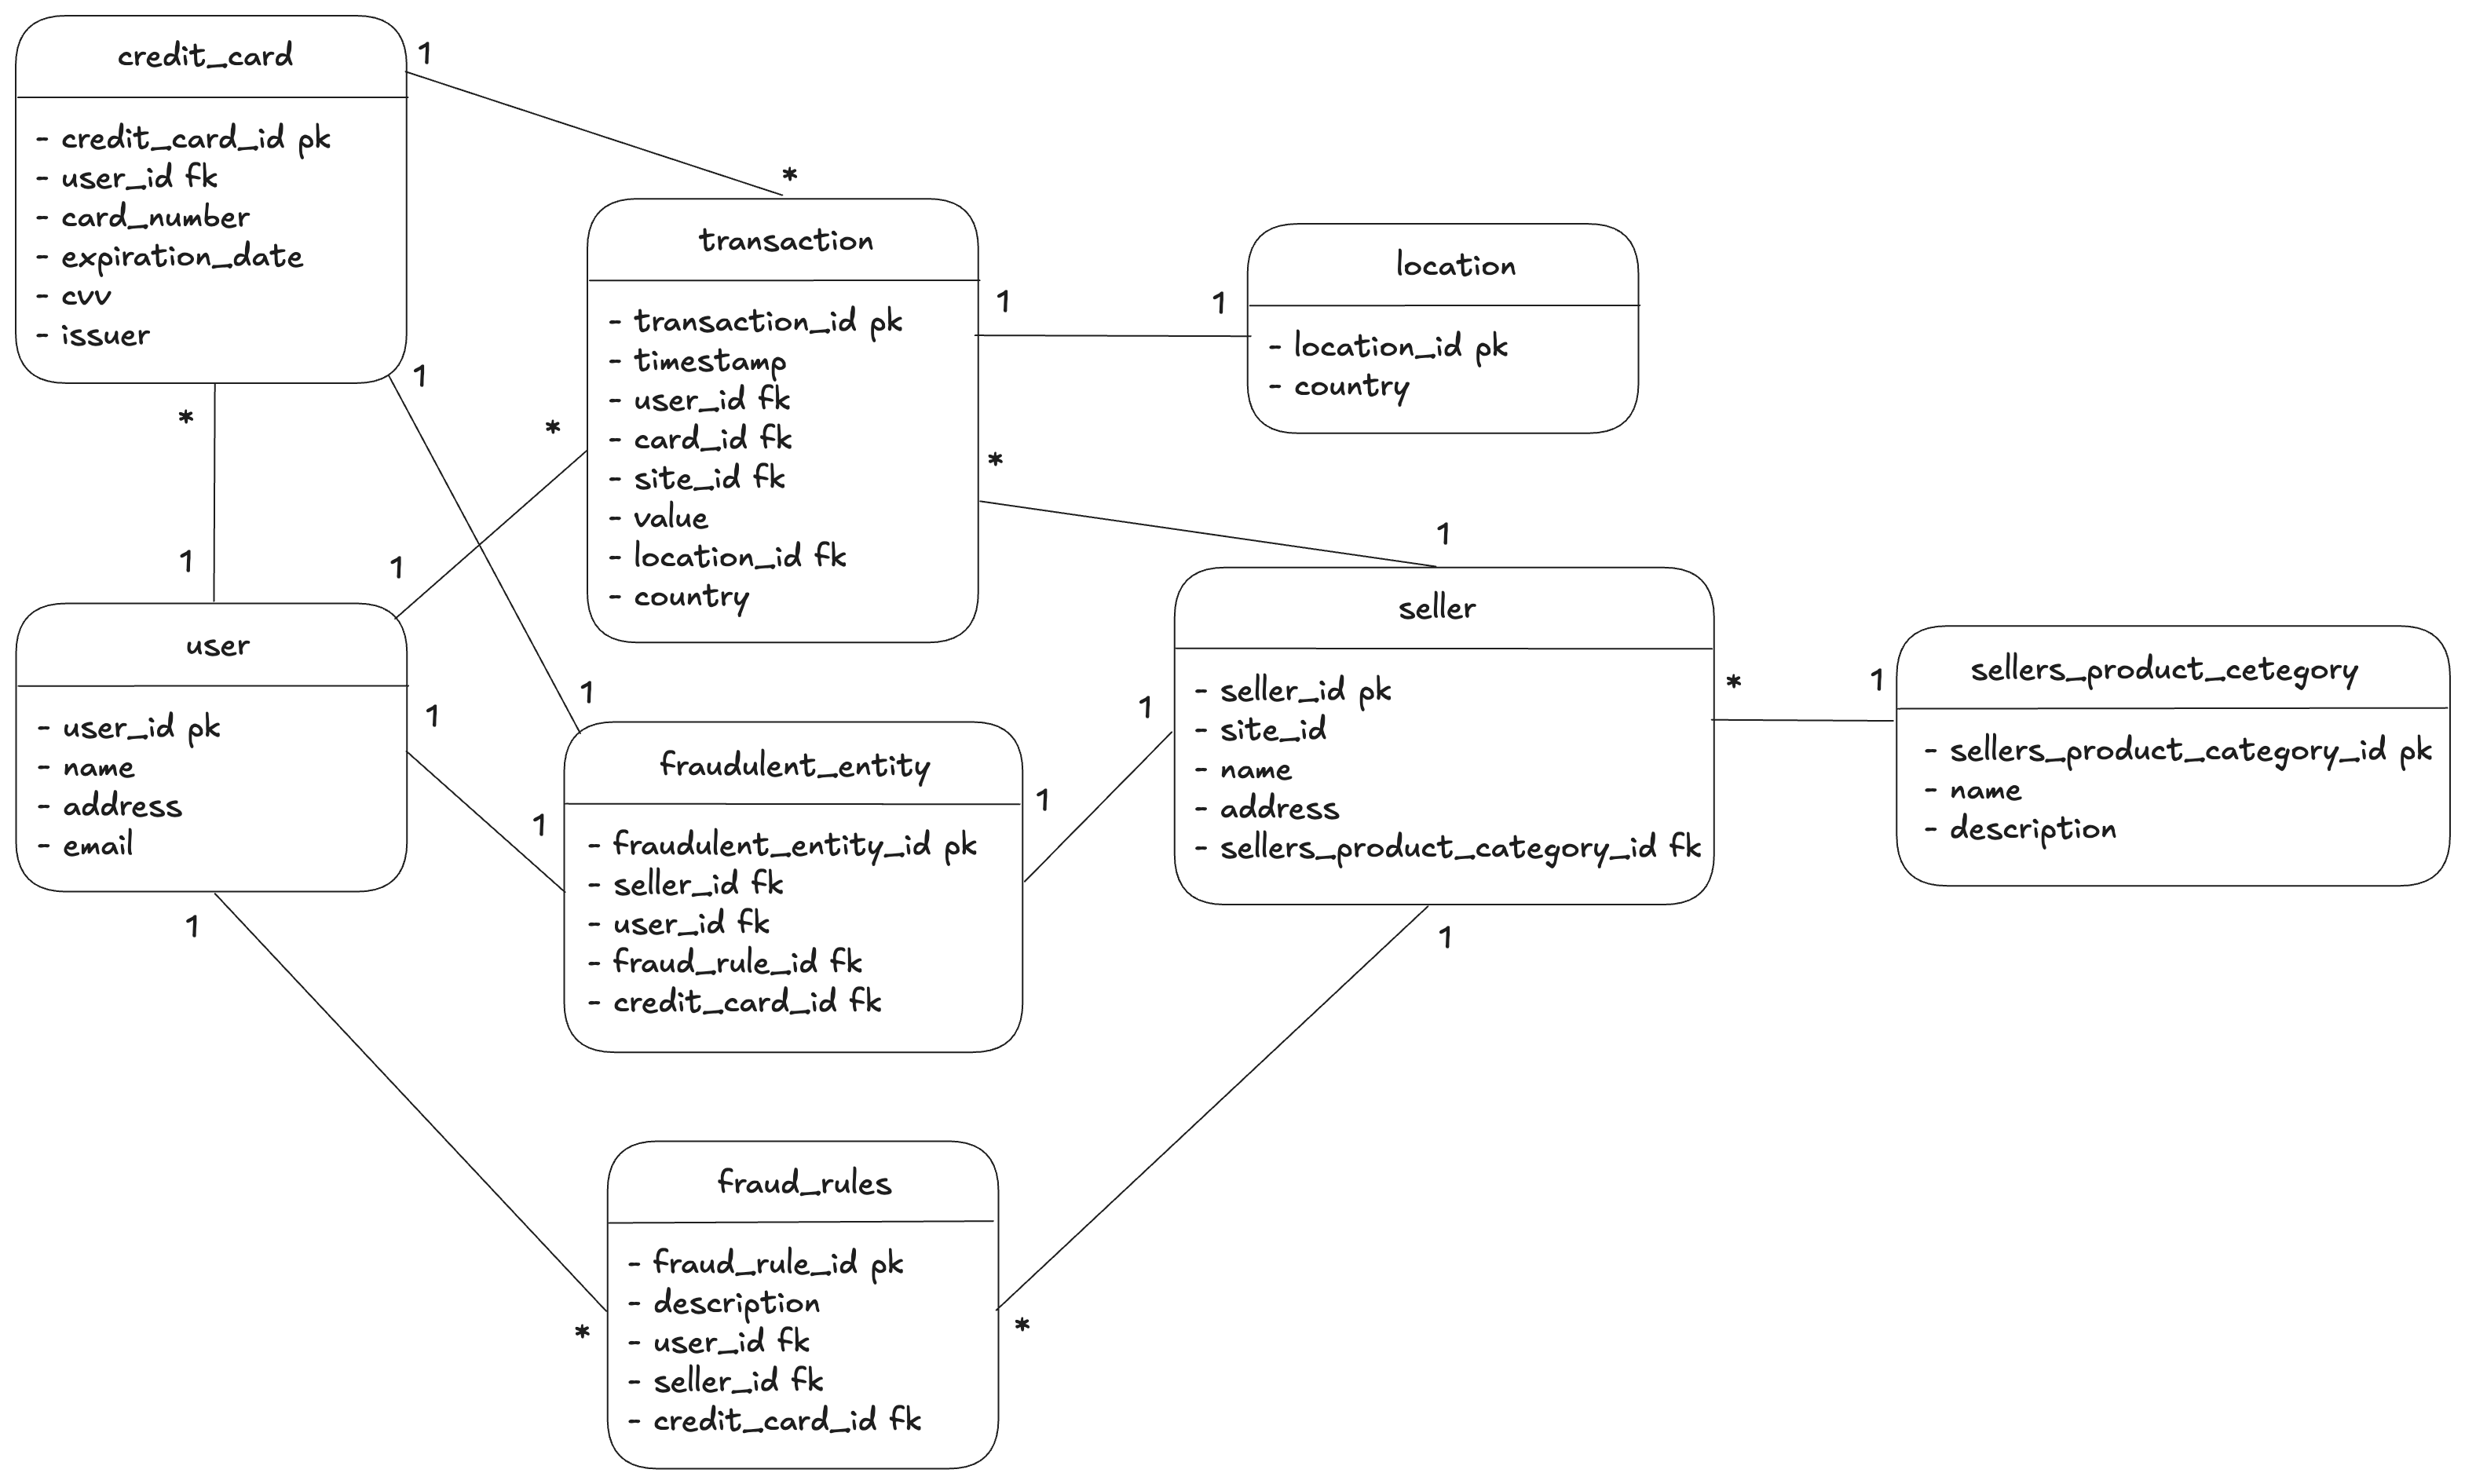 credit_card
- credit_card_id pk
- user_id fk
- card_number
- expiration_date
- cvv
- issuer
1
*
1
*
1
transaction
- transaction_id pk
- timestamp
- user_id fk
- card_id fk
- site_id fk
- value
- location_id fk
- country
1
1
*
1
*
1
location
- location_id pk
- country
user
- user_id pk
- name
- address
- email
1
1
1
1
fraudulent_entity
- fraudulent_entity_id pk
- seller_id fk
- user_id fk
- fraud_rule_id fk
- credit_card_id fk
1
1
seller
- seller_id pk
- site_id
- name
- address
- sellers_product_category_id fk
*
1
1
sellers_product_cetegory
- sellers_product_category_id pk
- name
- description
fraud_rules
- fraud_rule_id pk
- description
- user_id fk
- seller_id fk
- credit_card_id fk
*
*